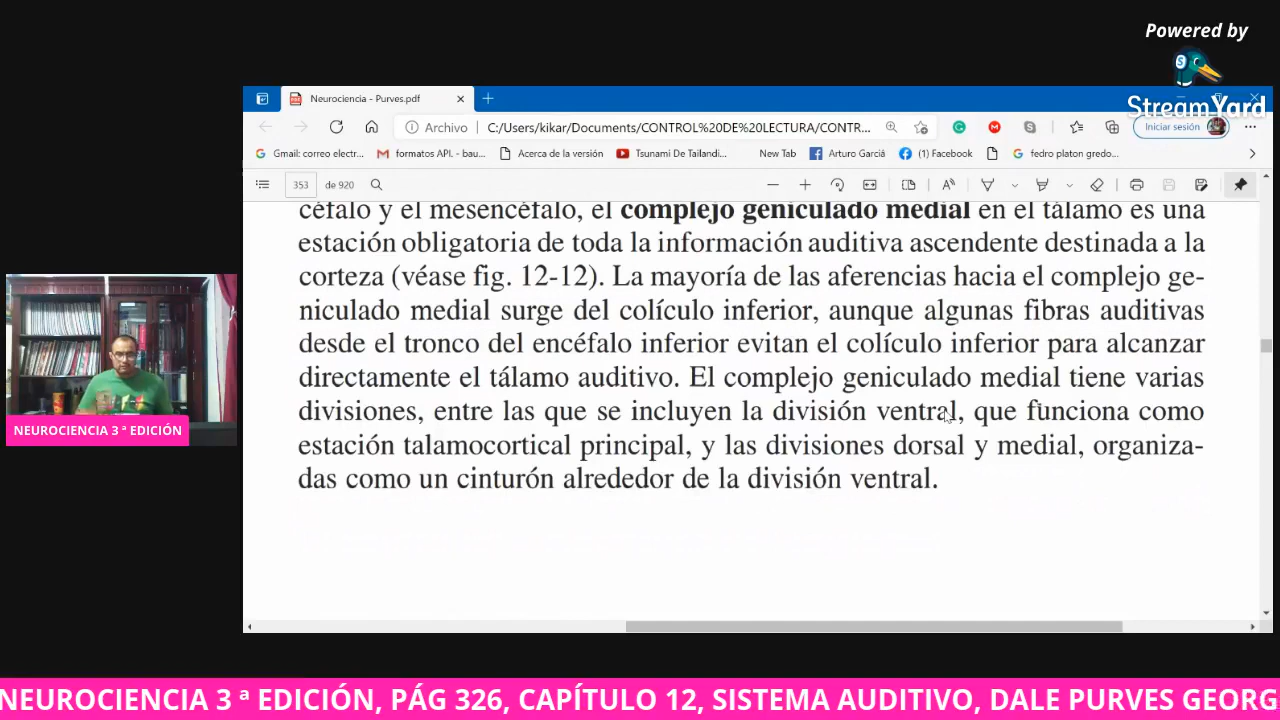 Powered by
StreamYard
Neurociencia - Purves.pdf
Archivo
C:/Users/kikar/Documents/CONTROL%20DE%20LECTURA/CONTR...
Iniciar sesión
Gmail: correo electr...
formatos API. - bau...
Acerca de la versión
Tsunami De Tailandi...
New Tab
Arturo Garciá
(1) Facebook
fedro platon gredo...
353
de 920
céfalo y el mesencéfalo, el complejo geniculado medial en el tálamo es una
estación obligatoria de toda la información auditiva ascendente destinada a la
corteza (véase fig. 12-12). La mayoría de las aferencias hacia el complejo ge-
niculado medial surge del colículo inferior, aunque algunas fibras auditivas
desde el tronco del encéfalo inferior evitan el colículo inferior para alcanzar
directamente el tálamo auditivo. El complejo geniculado medial tiene varias
divisiones, entre las que se incluyen la división ventral, que funciona como
estación talamocortical principal, y las divisiones dorsal y medial, organiza-
das como un cinturón alrededor de la división ventral.
NEUROCIENCIA 3 ª EDICIÓN
NEUROCIENCIA 3 ª EDICIÓN, PÁG 326, CAPÍTULO 12, SISTEMA AUDITIVO, DALE PURVES GEORG